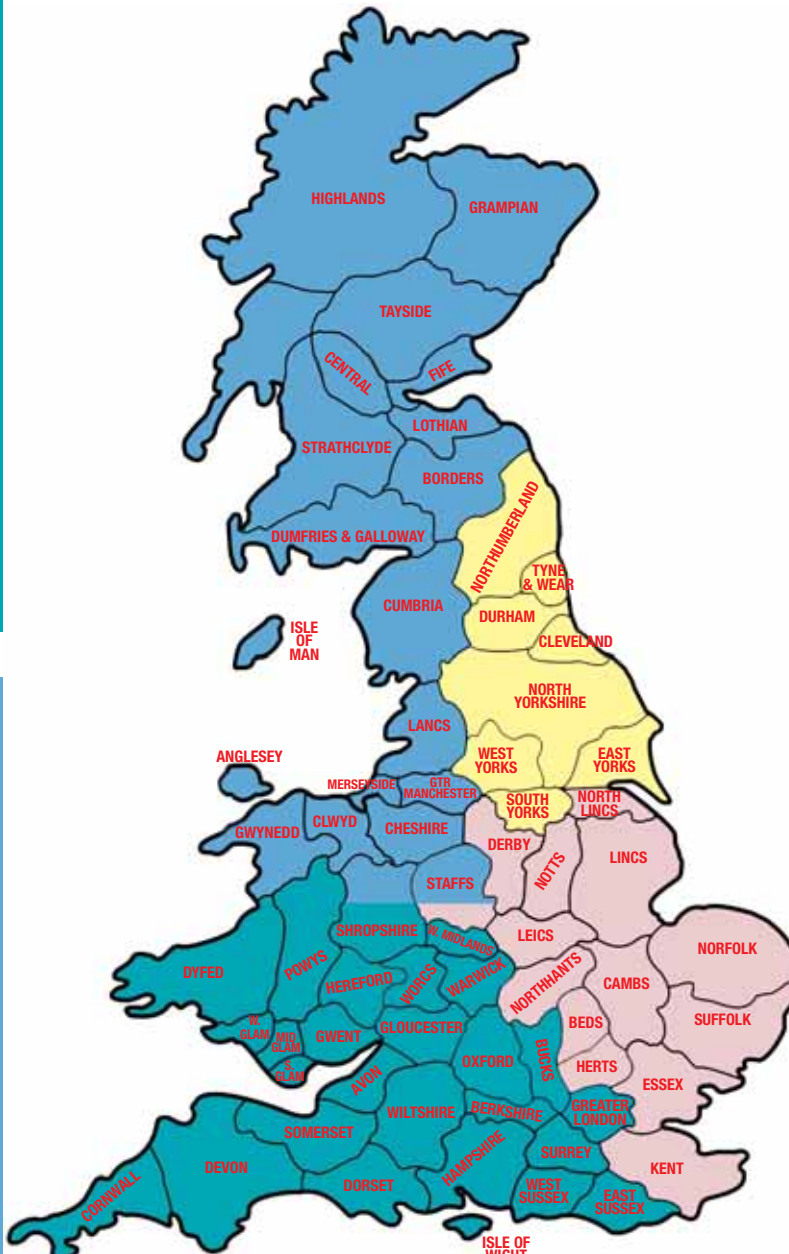 HIGHLANDS
GRAMPIAN
TAYSIDE
CENTRAL
FIFE
LOTHIAN
STRATHCLYDE
BORDERS
NORTHUMBERLAND
DUMFRIES & GALLOWAY
TYNE
& WEAR
CUMBRIA
DURHAM
ISLE
OF
MAN
CLEVELAND
NORTH
YORKSHIRE
LANCS
WEST
YORKS
EAST
YORKS
ANGLESEY
MERSEYSIDE
GTR
MANCHESTER
SOUTH
YORKS
NORTH
LINCS
GWYNEDD
CLWYD
CHESHIRE
DERBY
NOTTS
LINCS
STAFFS
SHROPSHIRE
W. MIDLANDS
LEICS
NORFOLK
DYFED
POWYS
HEREFORD
WORCS
WARWICK
NORTHHANTS
CAMBS
SUFFOLK
W.
GLAM
MID
GLAM
S.
GLAM
GWENT
GLOUCESTER
OXFORD
BUCKS
BEDS
HERTS
ESSEX
AVON
WILTSHIRE
BERKSHIRE
GREATER
LONDON
SOMERSET
HAMPSHIRE
SURREY
KENT
CORNWALL
DEVON
DORSET
WEST
SUSSEX
EAST
SUSSEX
ISLE OF
WIGHT